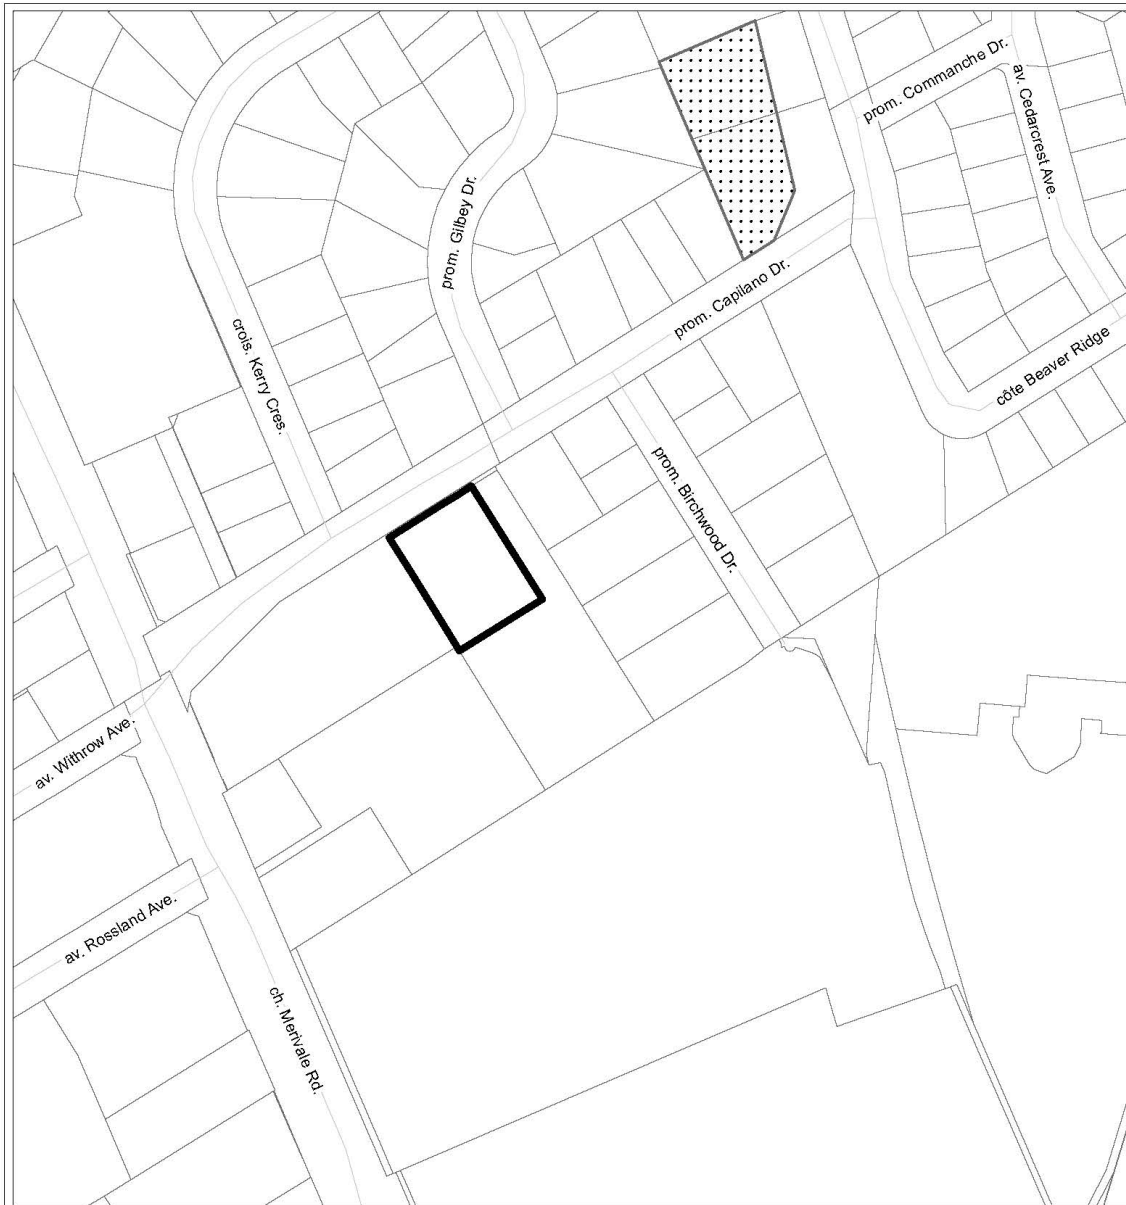 prom. Commanche Dr.
av. Cedarcrest Ave.
prom. Gilbey Dr.
prom. Capilano Dr.
crois. Kerry Cres.
côte Beaver Ridge
prom. Birchwood Dr.
av. Withrow Ave.
av. Rossland Ave.
ch. Merivale Rd.